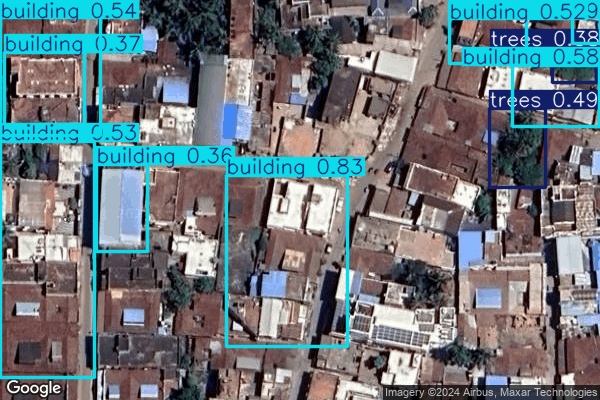 building 0.54
building 0.529
trees 0.38
building 0.37
building 0.58
trees 0.49
building 0.53
building 0.36
building 0.83
Google
Imagery ©2024 Airbus, Maxar Technologies